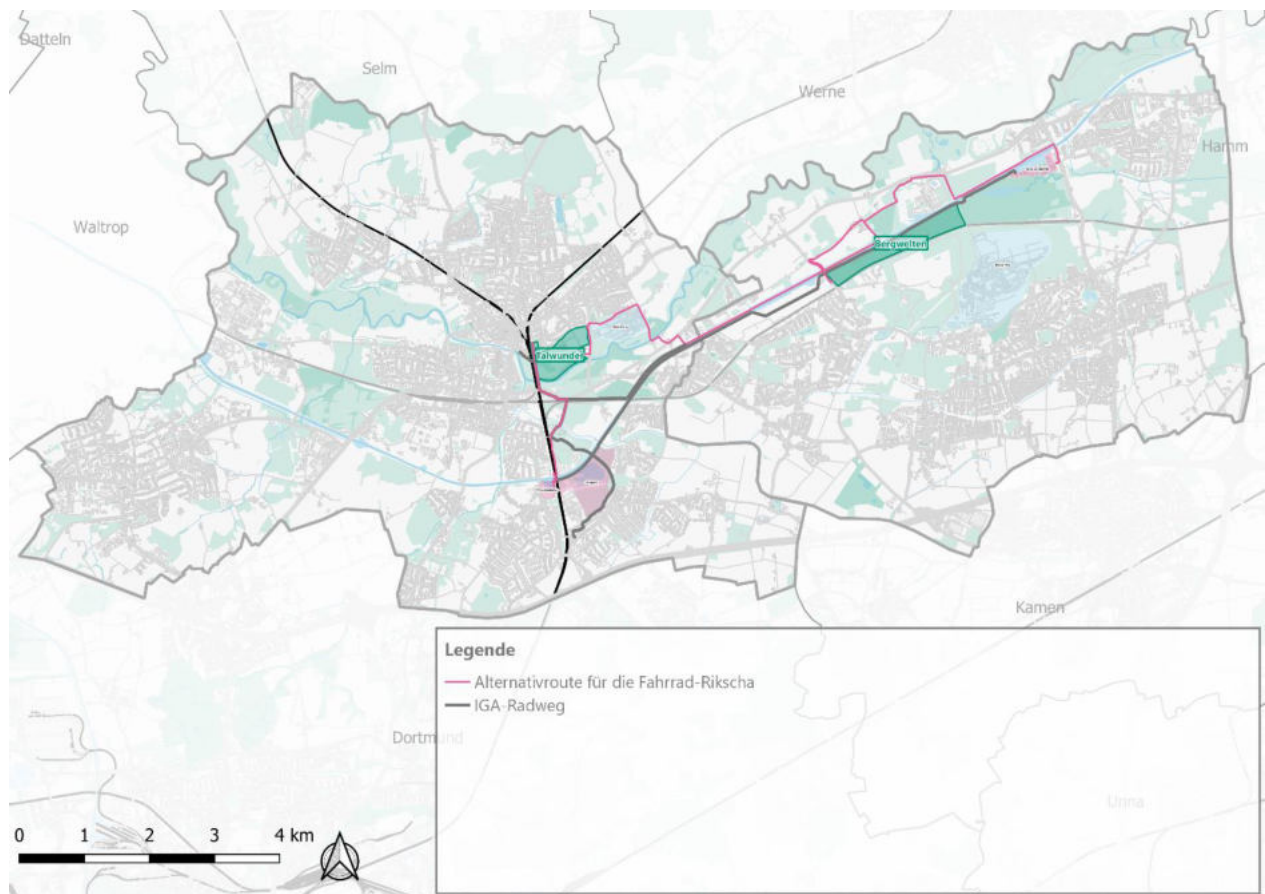 Datteln
Selm
Werne
Hamm
Waltrop
Bergwelten
Talwunder
Kamen
Legende
Alternativroute für die Fahrrad-Rikscha
IGA-Radweg
Dortmund
Unna
0 1 2 3 4 km